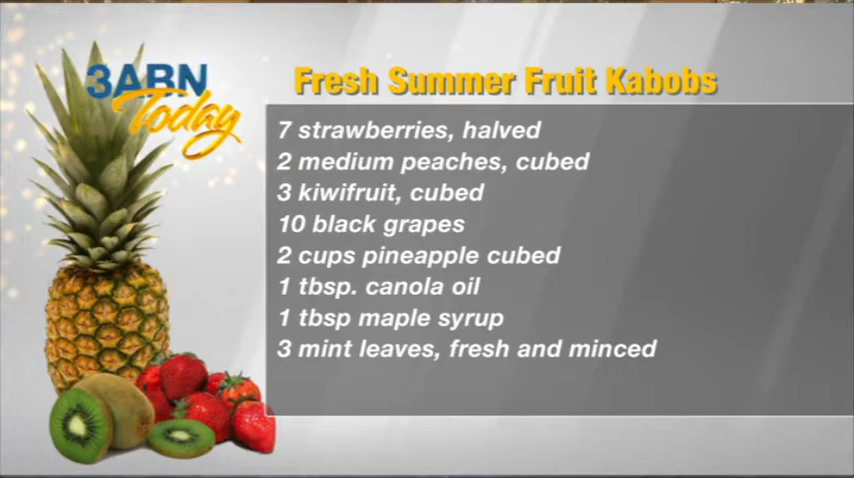 3ABN
Today
Fresh Summer Fruit Kabobs
7 strawberries, halved
2 medium peaches, cubed
3 kiwifruit, cubed
10 black grapes
2 cups pineapple cubed
1 tbsp. canola oil
1 tbsp maple syrup
3 mint leaves, fresh and minced